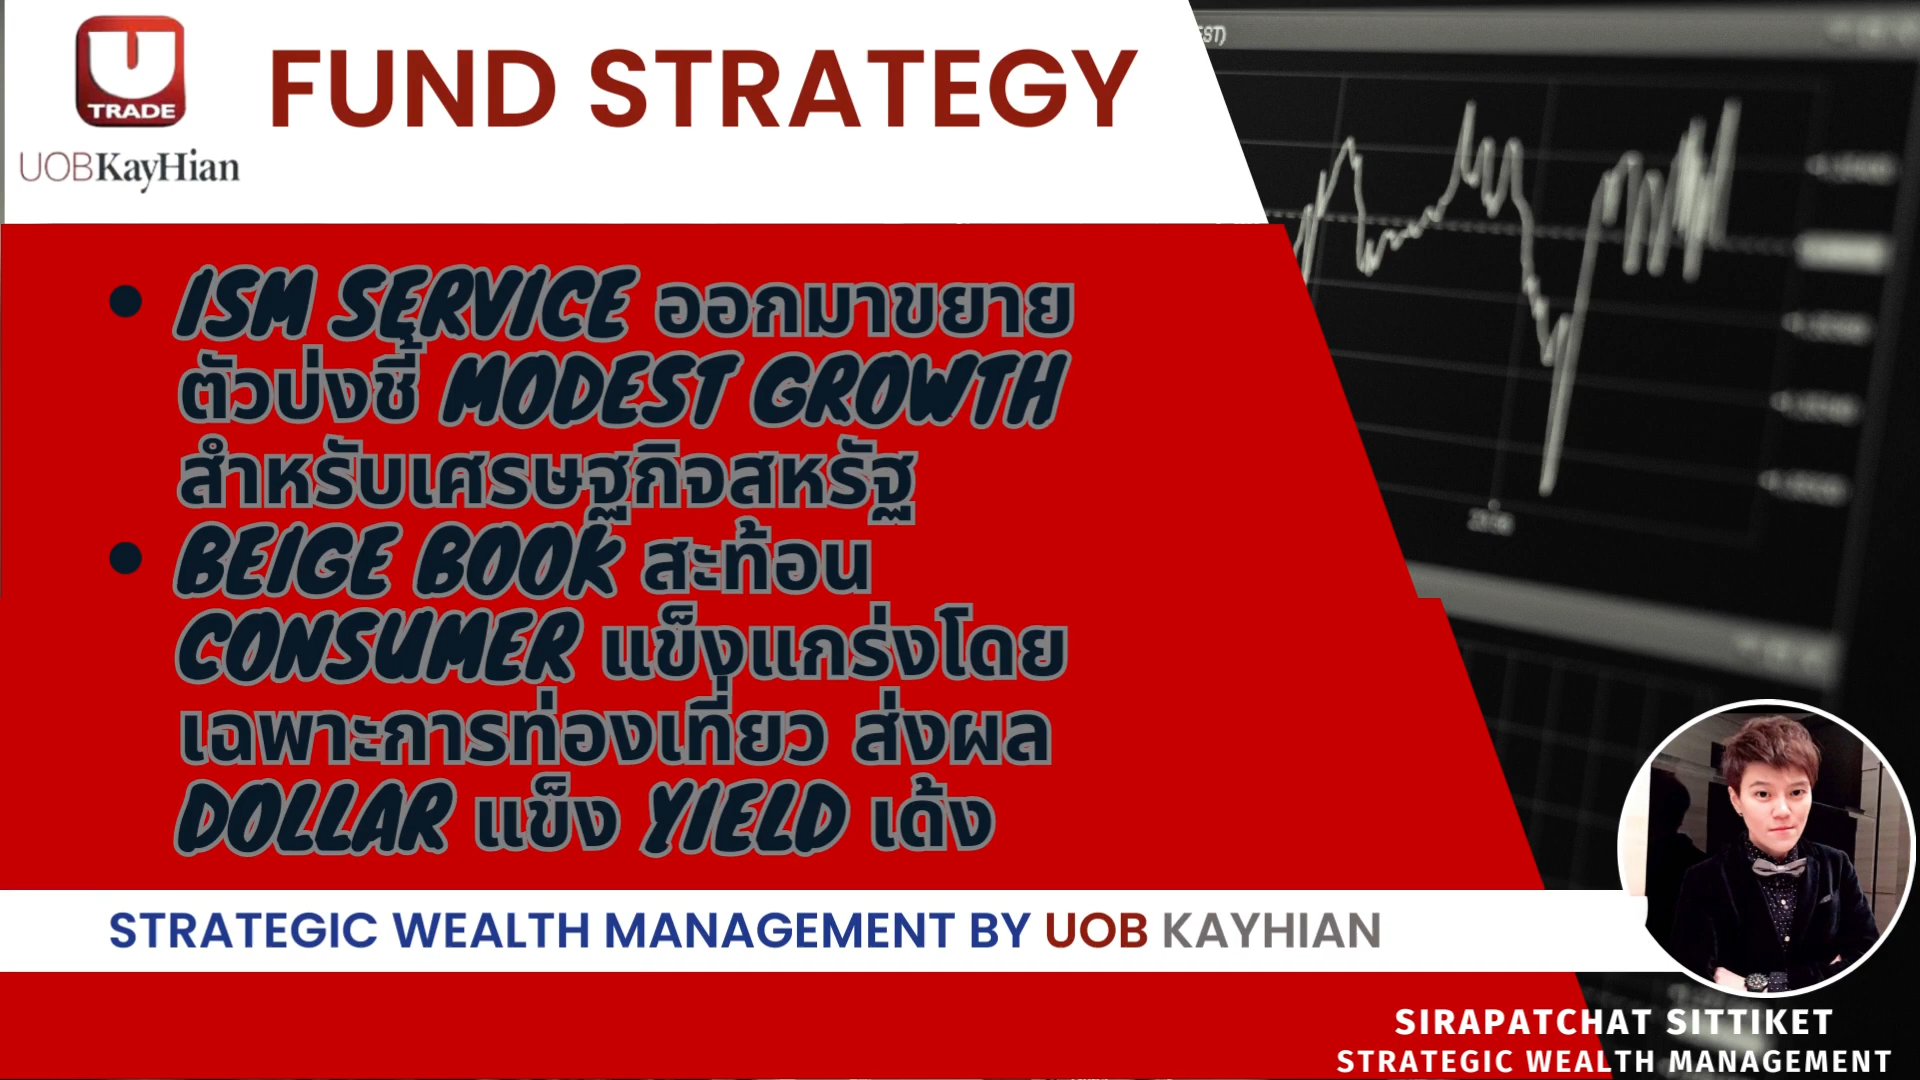 U
TRADE
UOBKayHian
FUND STRATEGY
ST)
• ISM SERVICE ออกมาขยาย
ตัวบ่งชี้ MODEST GROWTH
สำหรับเศรษฐกิจสหรัฐ
• BEIGE BOOK สะท้อน
CONSUMER แข็งแกร่งโดย
เฉพาะการท่องเที่ยว ส่งผล
DOLLAR แข็ง YIELD เด้ง
STRATEGIC WEALTH MANAGEMENT BY UOB KAYHIAN
SIRAPATCHAT SITTIKET
STRATEGIC WEALTH MANAGEMENT